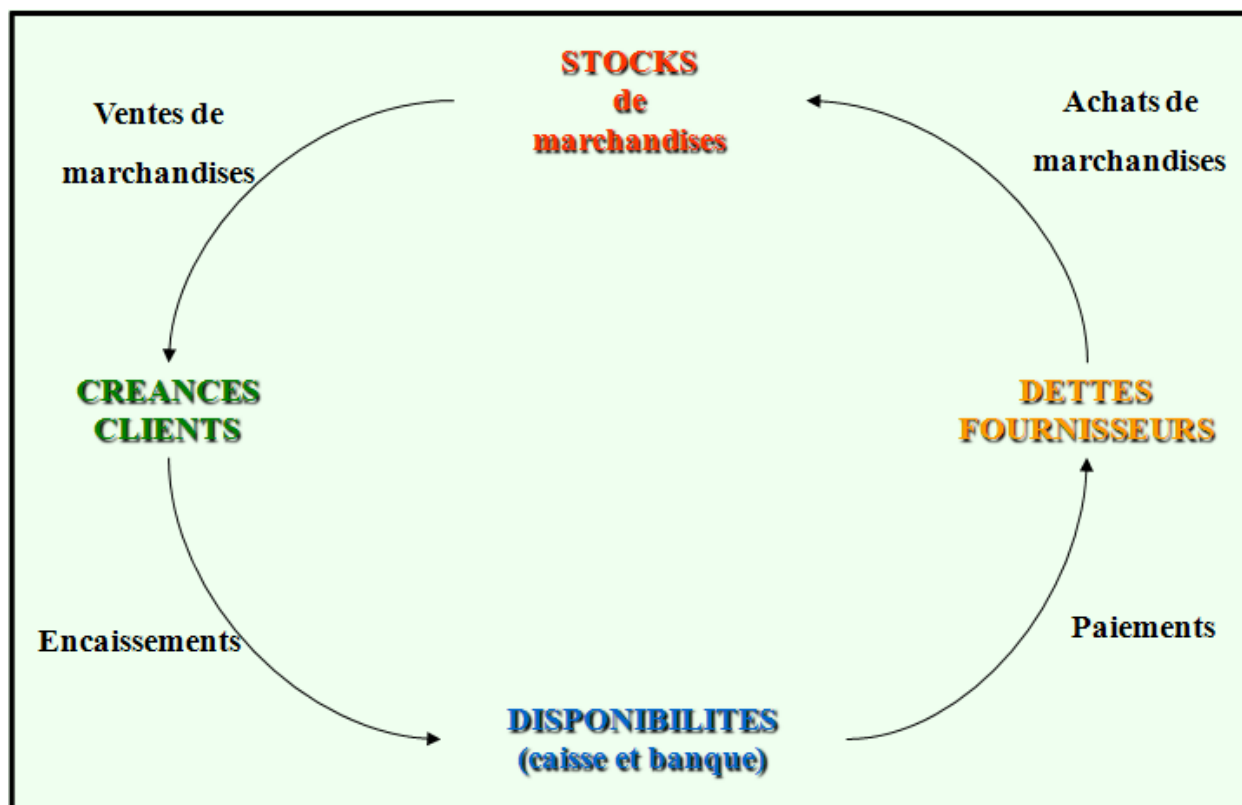 STOCKS
de
marchandises
Ventes de
marchandises
Achats de
marchandises
CREANCES
CLIENTS
DETTES
FOURNISSEURS
Encaissements
Paiements
DISPONIBILITES
(caisse et banque)